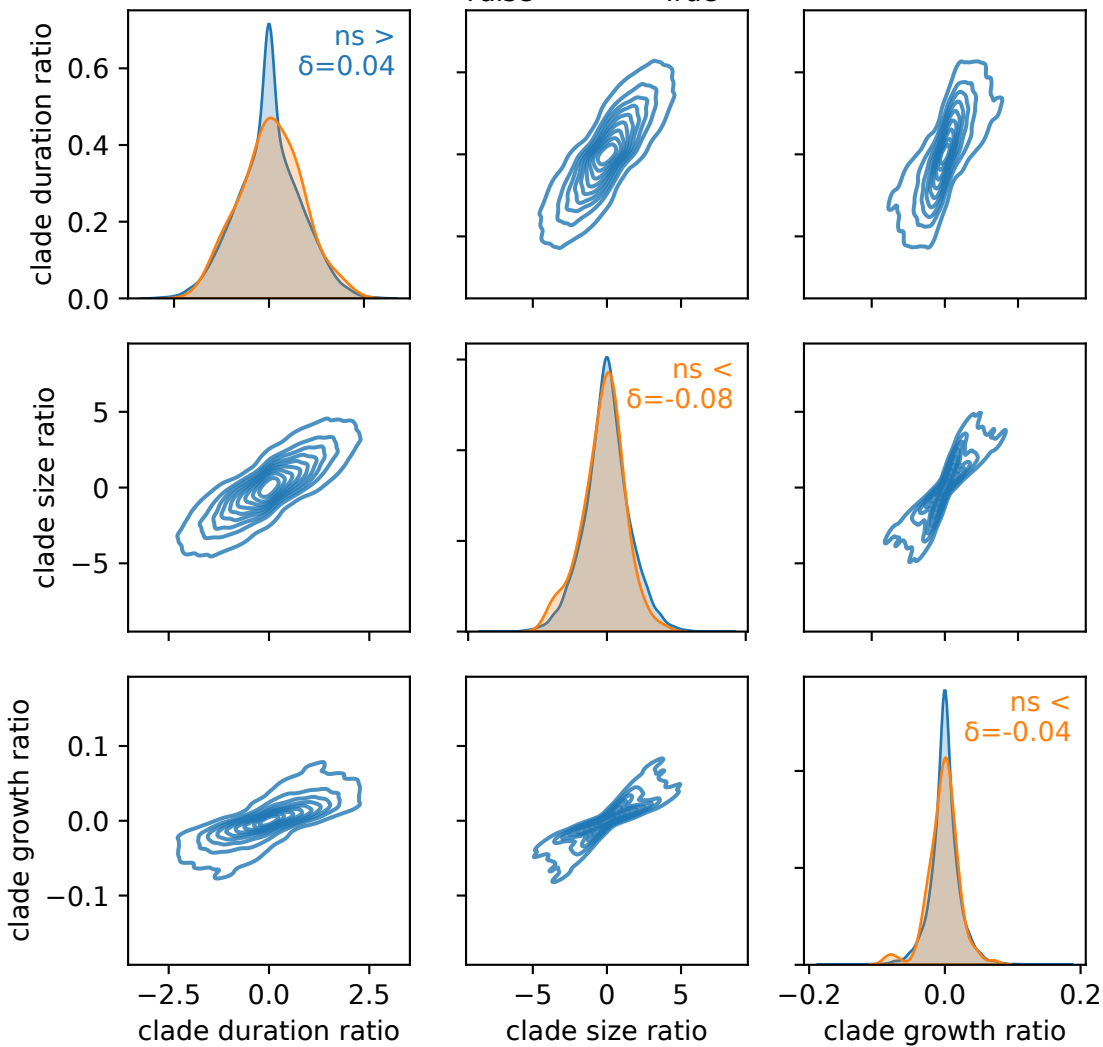 clade duration ratio
0.6
0.4
0.2
0.0
ns >
δ=0.04
clade size ratio
5
0
−5
ns <
δ=-0.08
clade growth ratio
0.1
0.0
−0.1
ns <
δ=-0.04
−2.5 0.0 2.5
clade duration ratio
−5 0 5
clade size ratio
−0.2 0.0 0.2
clade growth ratio